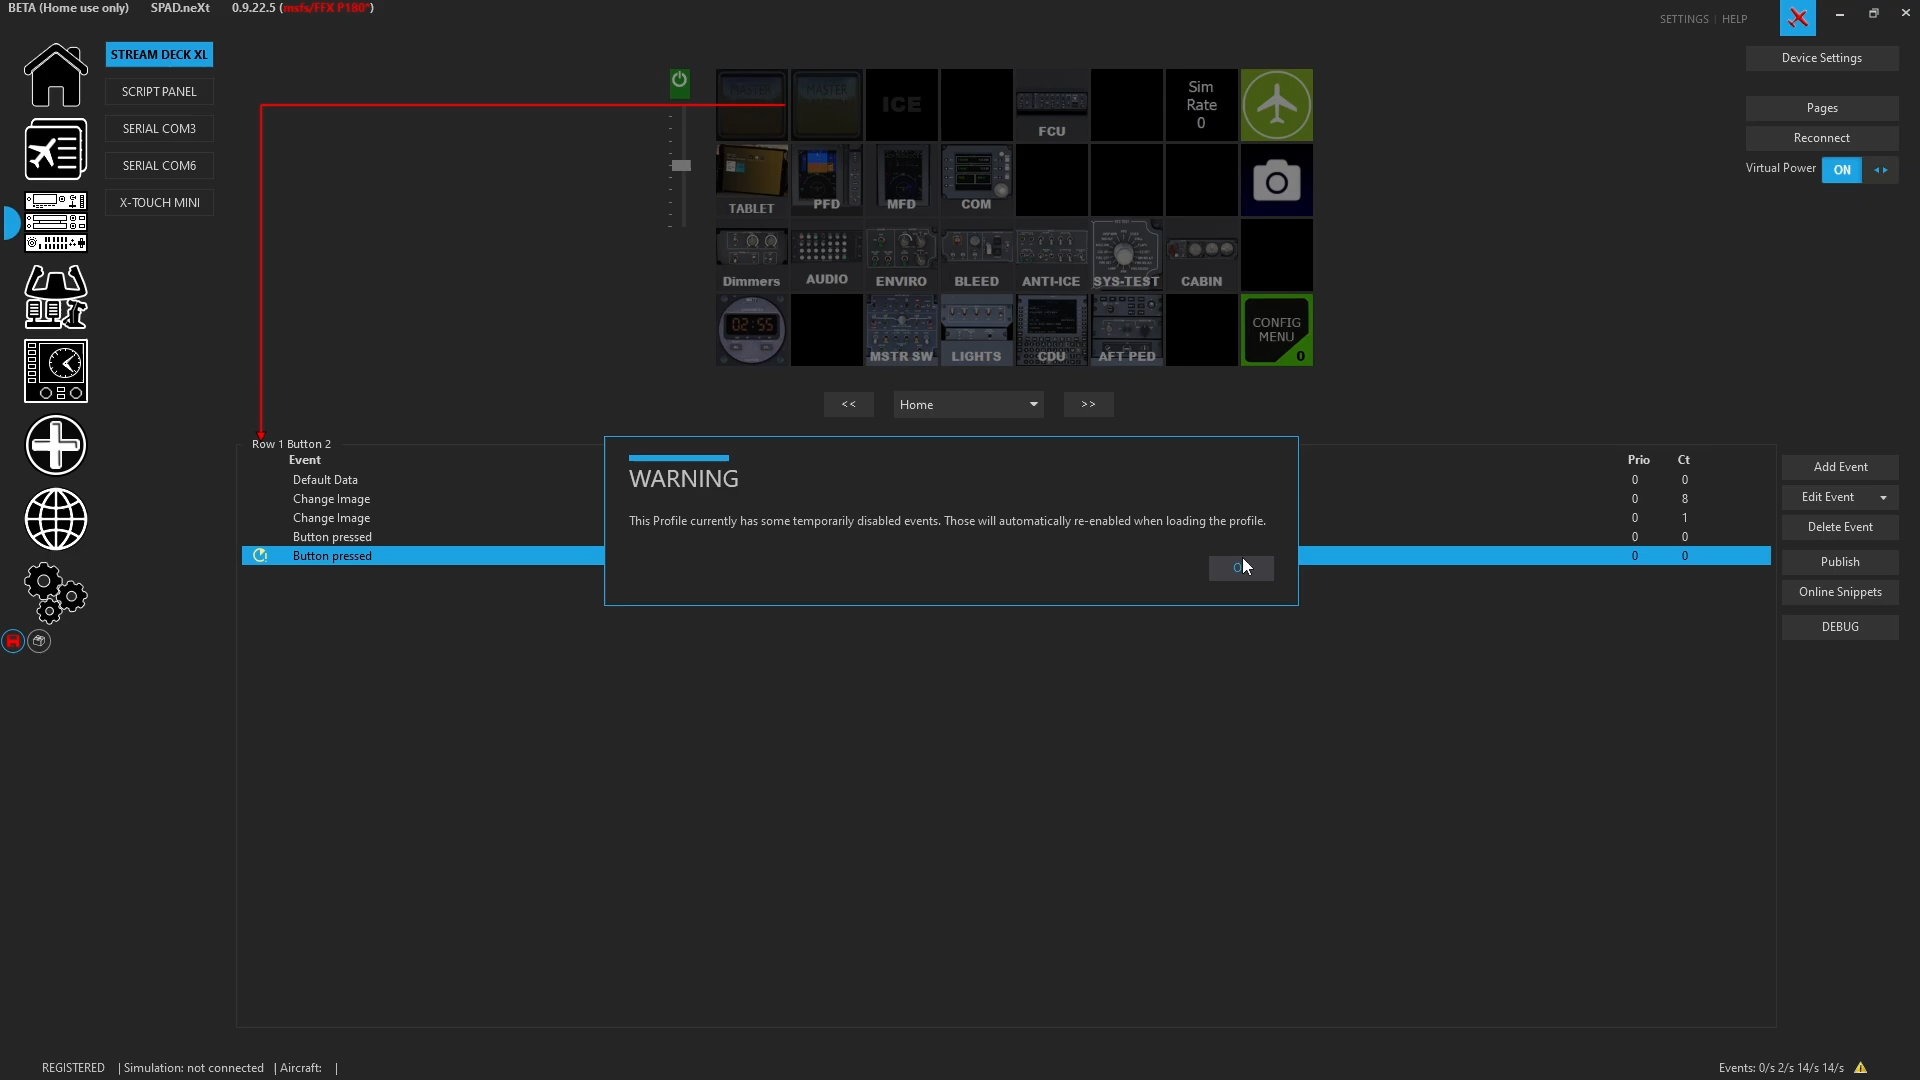 BETA (Home use only) SPAD.neXt 0.9.22.5 (msfs/FFX P180*)
SETTINGS | HELP
STREAM DECK XL
SCRIPT PANEL
SERIAL COM3
SERIAL COM6
X-TOUCH MINI
Device Settings
Pages
Reconnect
Virtual Power ON
MASTER
MASTER
ICE
FCU
Sim
Rate
0
TABLET
PFD
MFD
COM
Dimmers
AUDIO
ENVIRO
BLEED
ANTI-ICE
SYS-TEST
CABIN
02:55
MSTR SW
LIGHTS
CDU
AFT PED
CONFIG
MENU
0
<< Home >>
Row 1 Button 2
Event Prio Ct
Default Data 0 0
Change Image 0 8
Change Image 0 1
Button pressed 0 0
Button pressed 0 0
WARNING
This Profile currently has some temporarily disabled events. Those will automatically re-enabled when loading the profile.
Add Event
Edit Event
Delete Event
Publish
Online Snippets
DEBUG
REGISTERED | Simulation: not connected | Aircraft: |
Events: 0/s 2/s 14/s 14/s